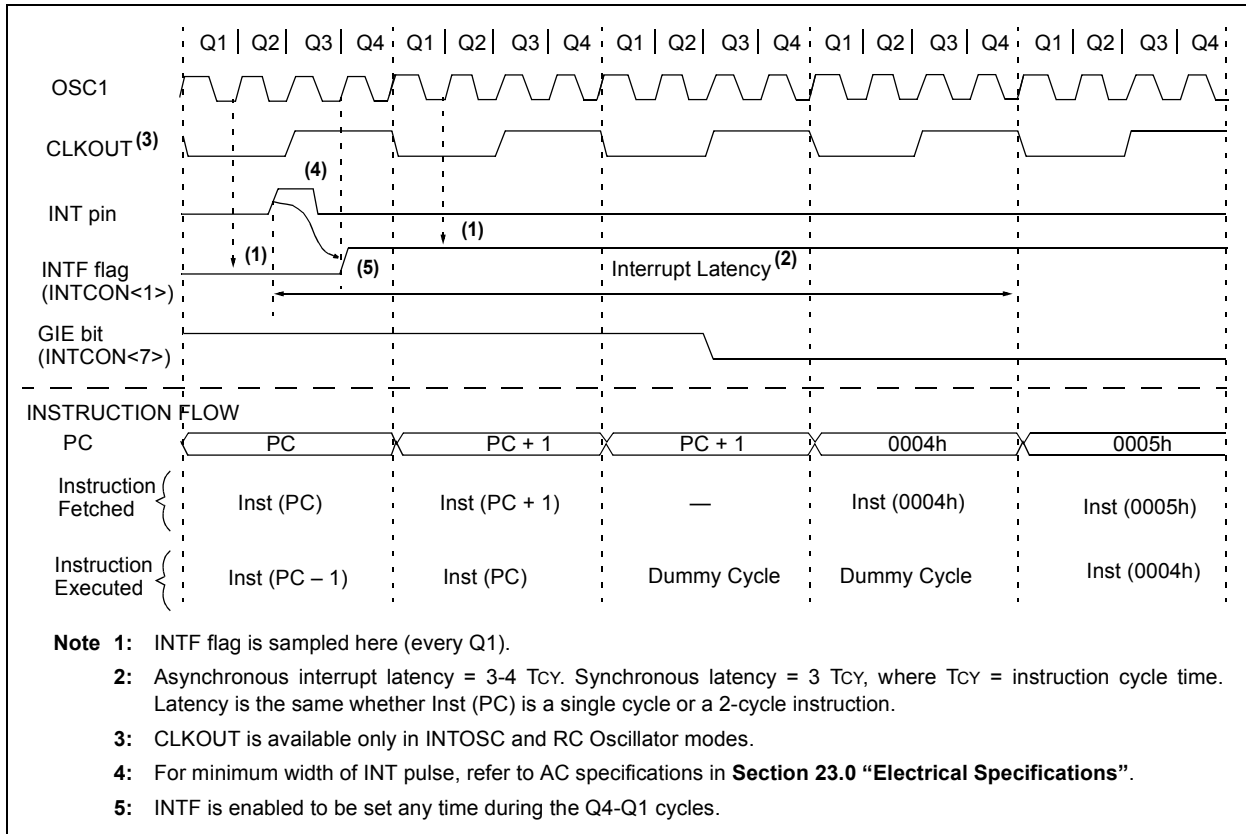 Q1 Q2 Q3 Q4 Q1 Q2 Q3 Q4 Q1 Q2 Q3 Q4 Q1 Q2 Q3 Q4 Q1 Q2 Q3 Q4
OSC1
CLKOUT (3)
(4)
INT pin
(1)
(1)
INTF flag
(INTCON<1>)
(5)
Interrupt Latency (2)
GIE bit
(INTCON<7>)
INSTRUCTION FLOW
PC PC PC + 1 PC + 1 0004h 0005h
Instruction
Fetched
Inst (PC) Inst (PC + 1) — Inst (0004h) Inst (0005h)
Instruction
Executed
Inst (PC – 1) Inst (PC) Dummy Cycle Dummy Cycle Inst (0004h)
Note 1: INTF flag is sampled here (every Q1).
2: Asynchronous interrupt latency = 3-4 TCY. Synchronous latency = 3 TCY, where TCY = instruction cycle time.
Latency is the same whether Inst (PC) is a single cycle or a 2-cycle instruction.
3: CLKOUT is available only in INTOSC and RC Oscillator modes.
4: For minimum width of INT pulse, refer to AC specifications in Section 23.0 “Electrical Specifications”.
5: INTF is enabled to be set any time during the Q4-Q1 cycles.